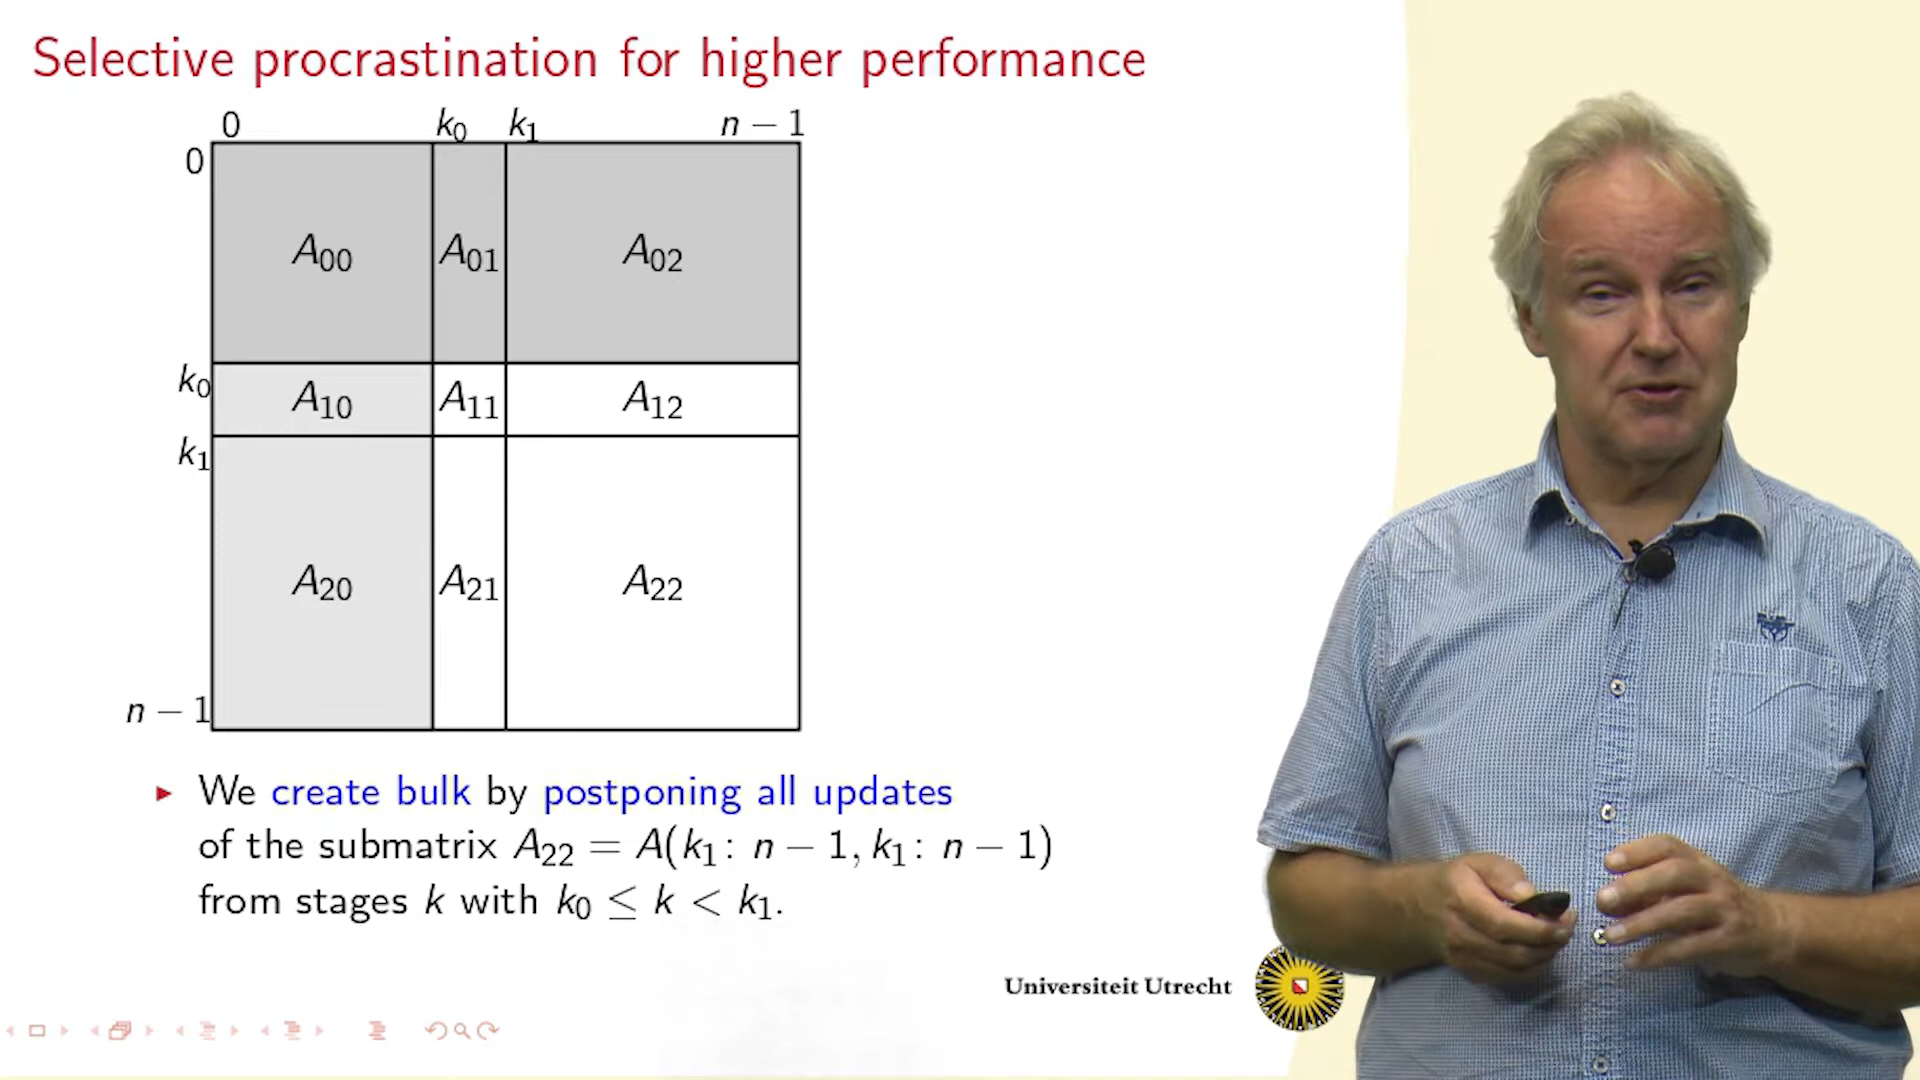 Selective procrastination for higher performance
0 k₀ k₁ n − 1
0
A₀₀ A₀₁ A₀₂
k₀
A₁₀ A₁₁ A₁₂
k₁
A₂₀ A₂₁ A₂₂
n − 1
We create bulk by postponing all updates
of the submatrix A₂₂ = A(k₁: n − 1, k₁: n − 1)
from stages k with k₀ ≤ k < k₁.
Universiteit Utrecht